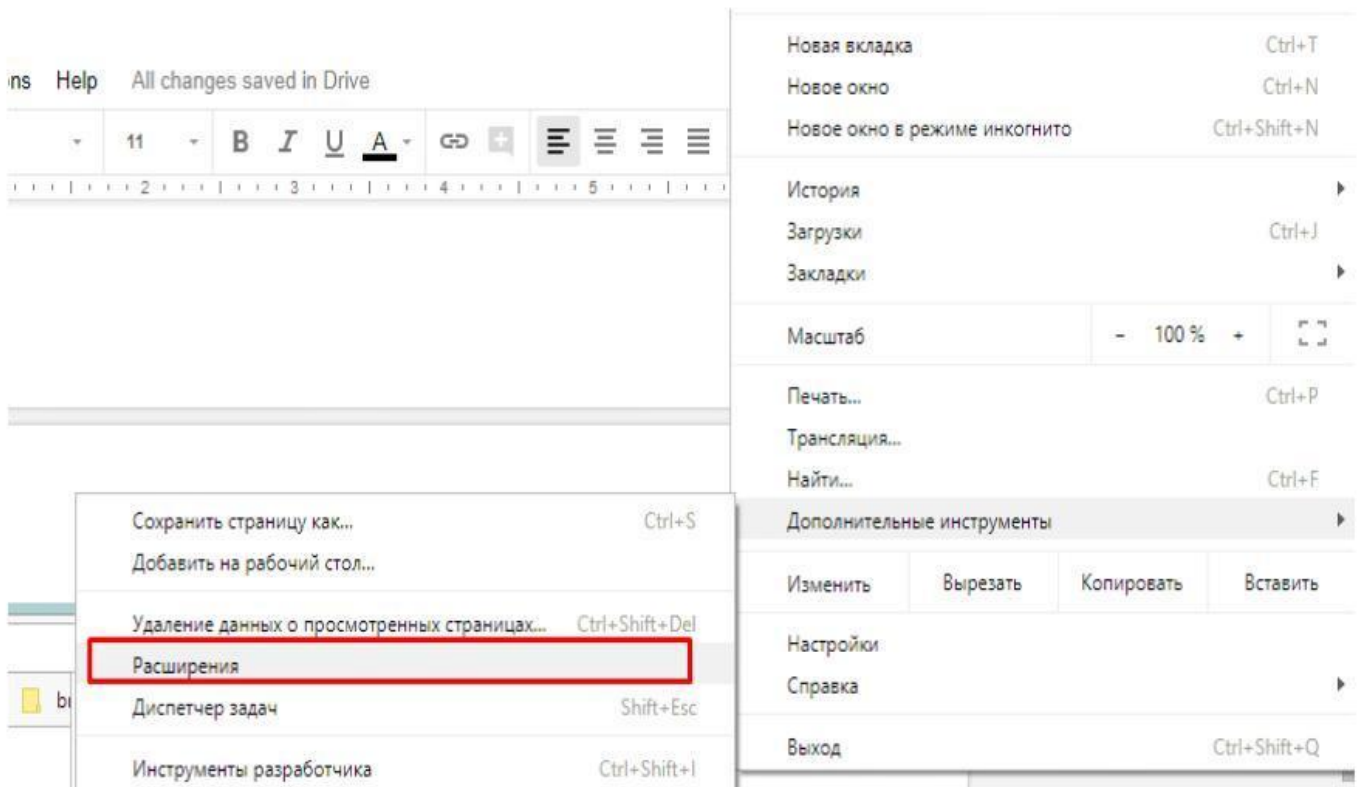 Help All changes saved in Drive
11 B I U A
2 3 4 5
Новая вкладка Ctrl+T
Новое окно Ctrl+N
Новое окно в режиме инкогнито Ctrl+Shift+N
История
Загрузки Ctrl+J
Закладки
Масштаб - 100 % +
Печать... Ctrl+P
Трансляция...
Найти... Ctrl+F
Дополнительные инструменты
Изменить Вырезать Копировать Вставить
Настройки
Справка
Выход Ctrl+Shift+Q
Сохранить страницу как... Ctrl+S
Добавить на рабочий стол...
Удаление данных о просмотренных страницах... Ctrl+Shift+Del
Расширения
Диспетчер задач Shift+Esc
Инструменты разработчика Ctrl+Shift+I